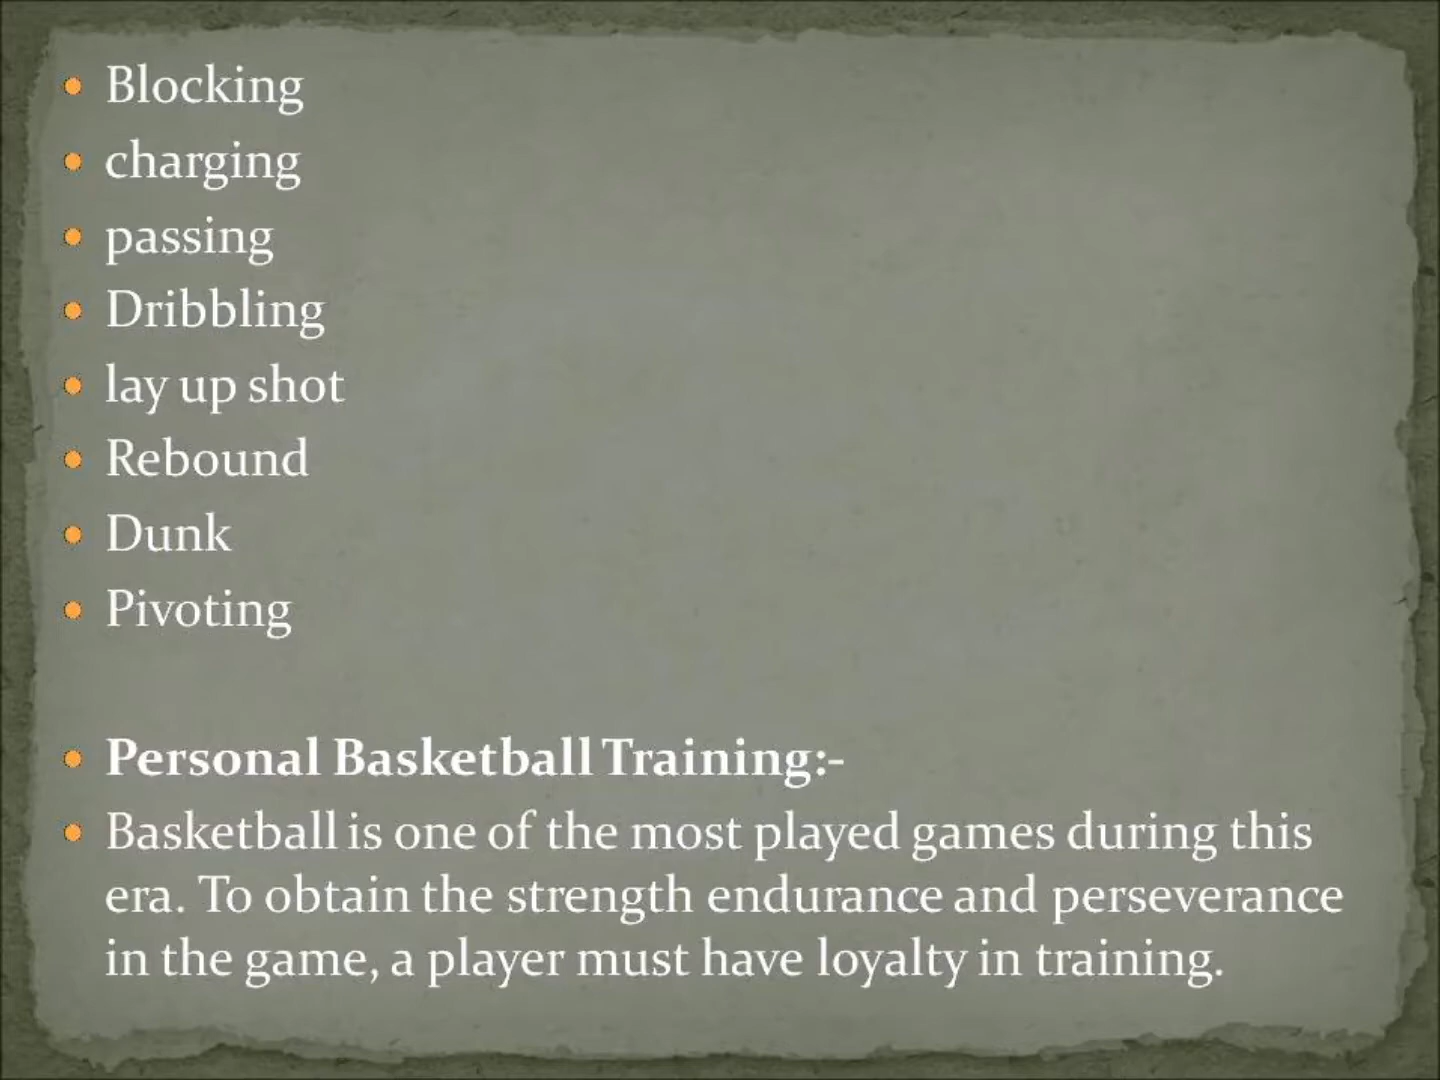 • Blocking
• charging
• passing
• Dribbling
• lay up shot
• Rebound
• Dunk
• Pivoting
• Personal Basketball Training:-
• Basketball is one of the most played games during this
era. To obtain the strength endurance and perseverance
in the game, a player must have loyalty in training.